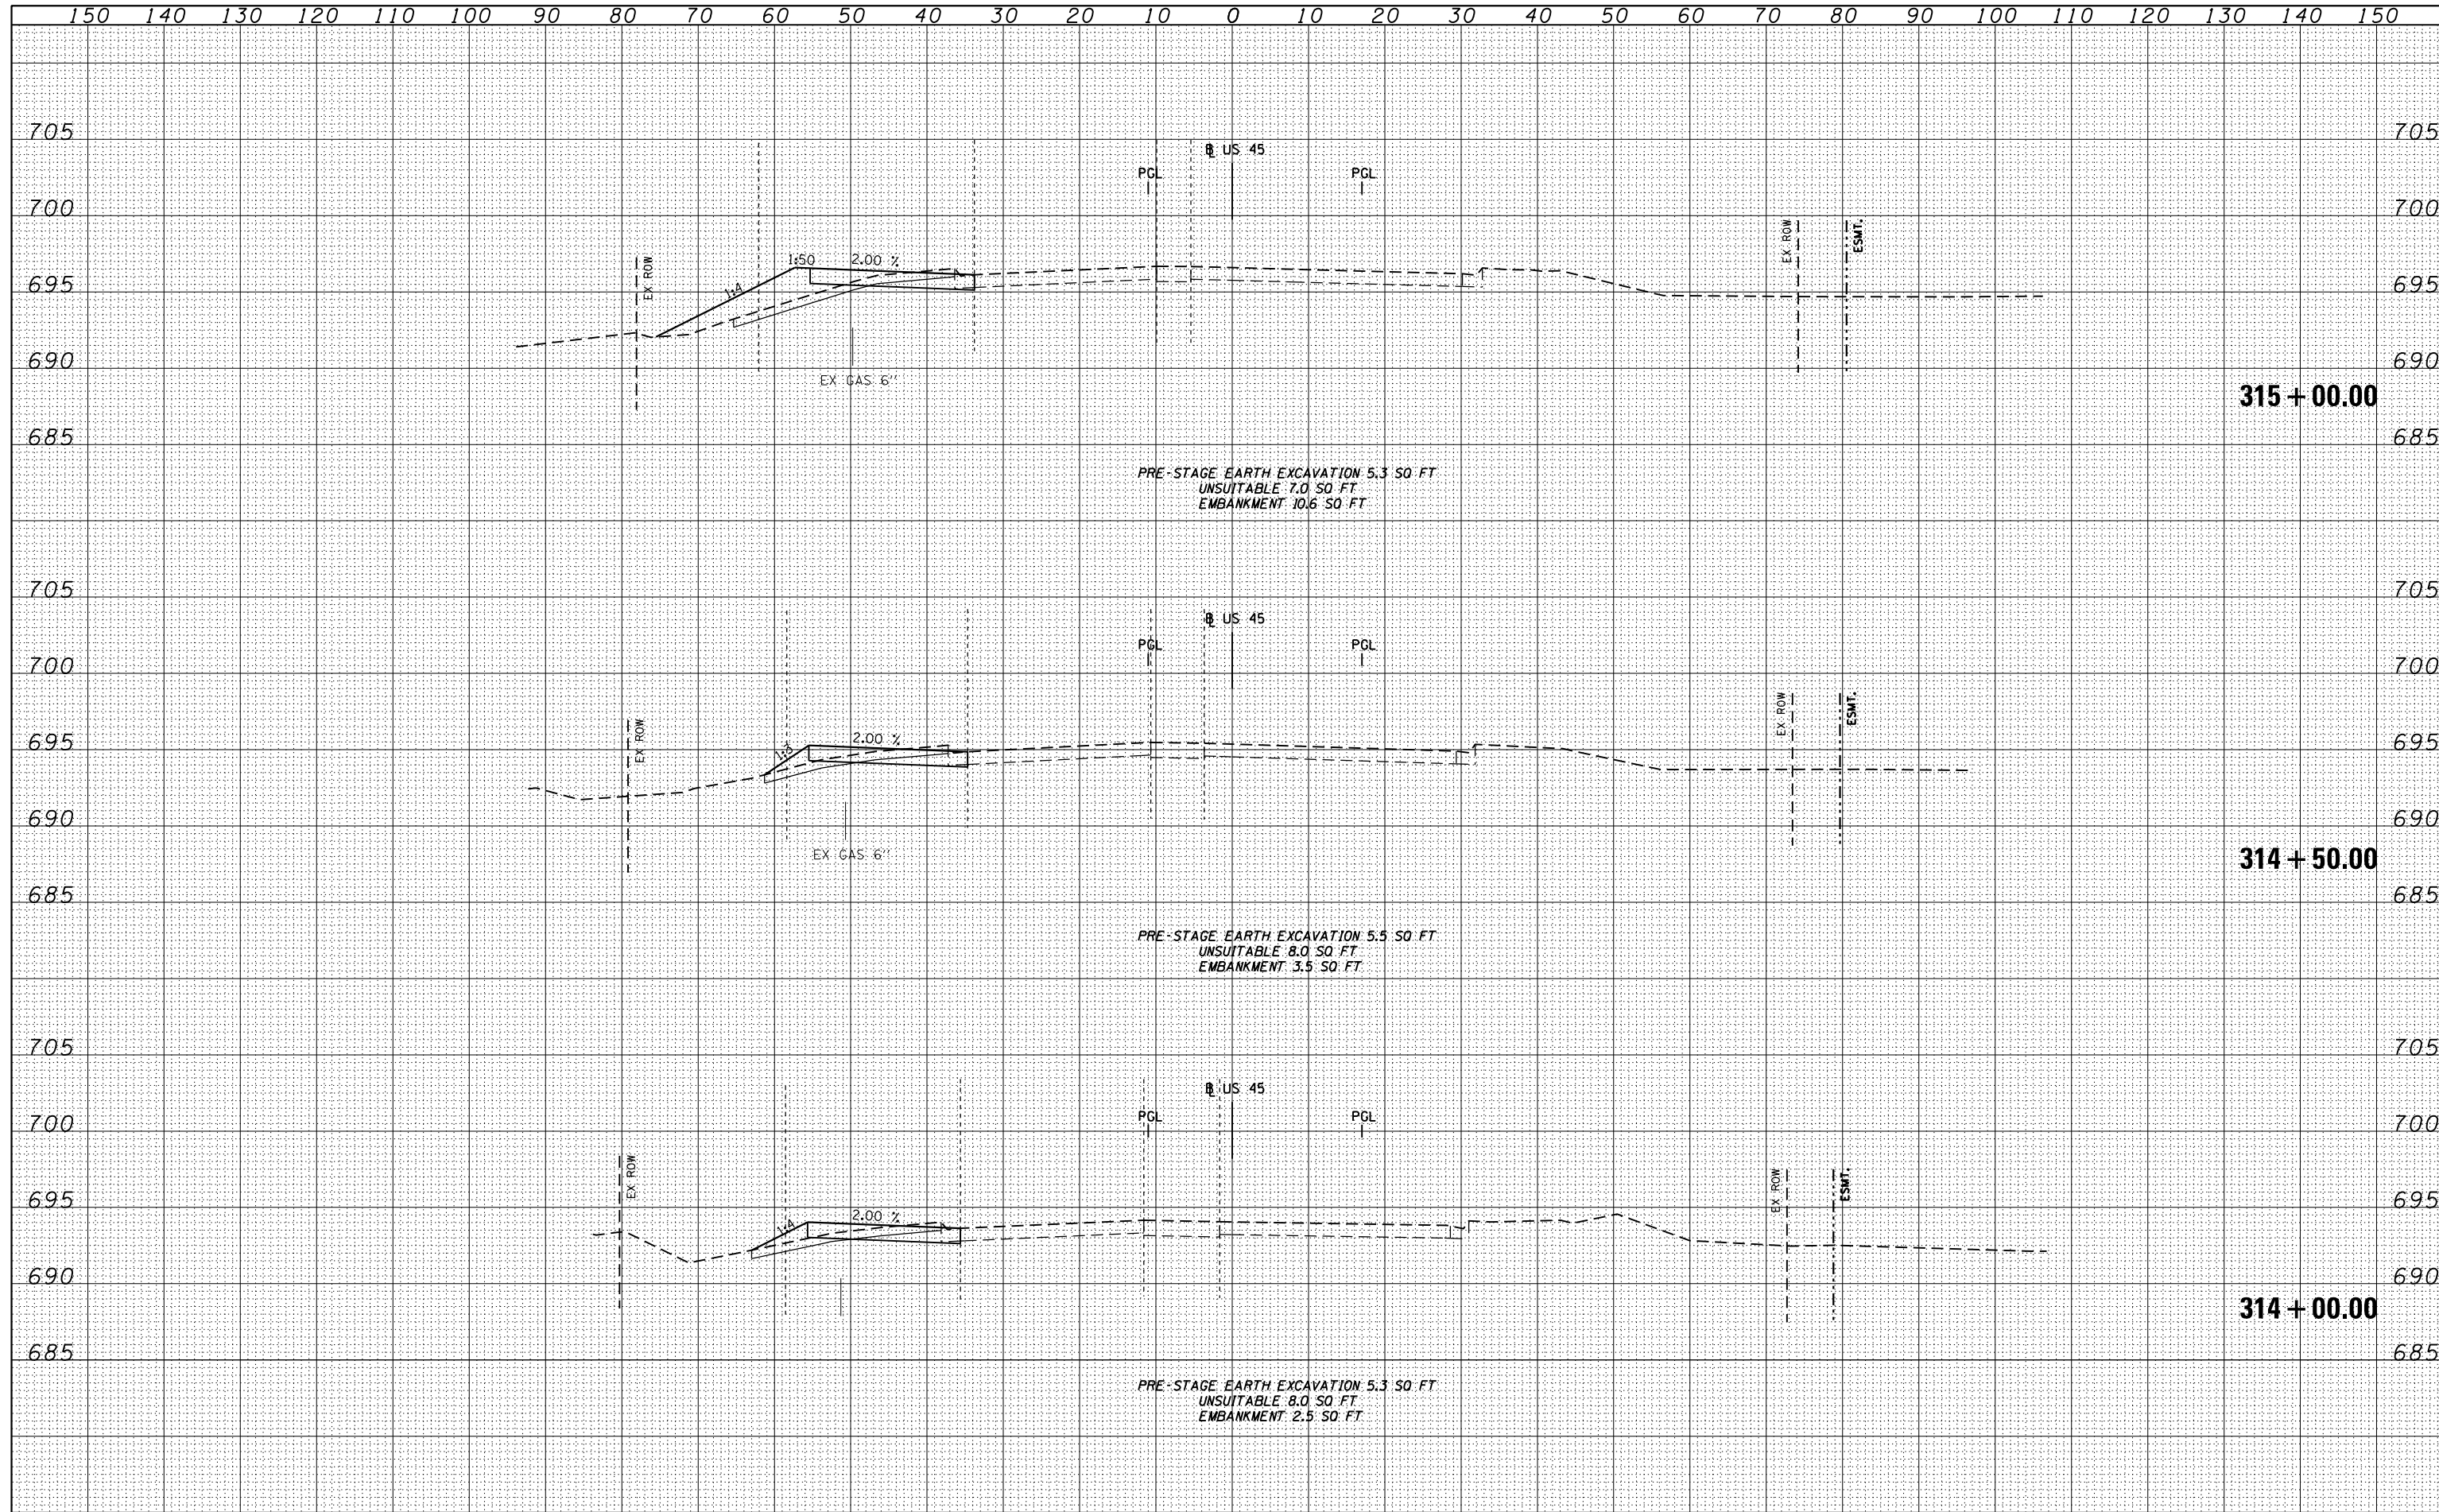 150 140 130 120 110 100 90 80 70 60 50 40 30 20 10 0 10 20 30 40 50 60 70 80 90 100 110 120 130 140 150
705 705
℄ US 45
PGL PGL
700 700
EX ROW ESMT.
1:50 2.00 % EX ROW
695 1:4 695
690 690
EX GAS 6"
315 + 00.00
685 685
PRE-STAGE EARTH EXCAVATION 5.3 SQ FT
UNSUITABLE 7.0 SQ FT
EMBANKMENT 10.6 SQ FT
705 705
℄ US 45
PGL PGL
700 700
EX ROW ESMT.
EX ROW
695 1:3 2.00 % 695
690 690
EX GAS 6"
314 + 50.00
685 685
PRE-STAGE EARTH EXCAVATION 5.5 SQ FT
UNSUITABLE 8.0 SQ FT
EMBANKMENT 3.5 SQ FT
705 705
℄ US 45
PGL PGL
700 700
EX ROW EX ROW ESMT.
695 695
1:4 2.00 %
690 690
314 + 00.00
685 685
PRE-STAGE EARTH EXCAVATION 5.3 SQ FT
UNSUITABLE 8.0 SQ FT
EMBANKMENT 2.5 SQ FT